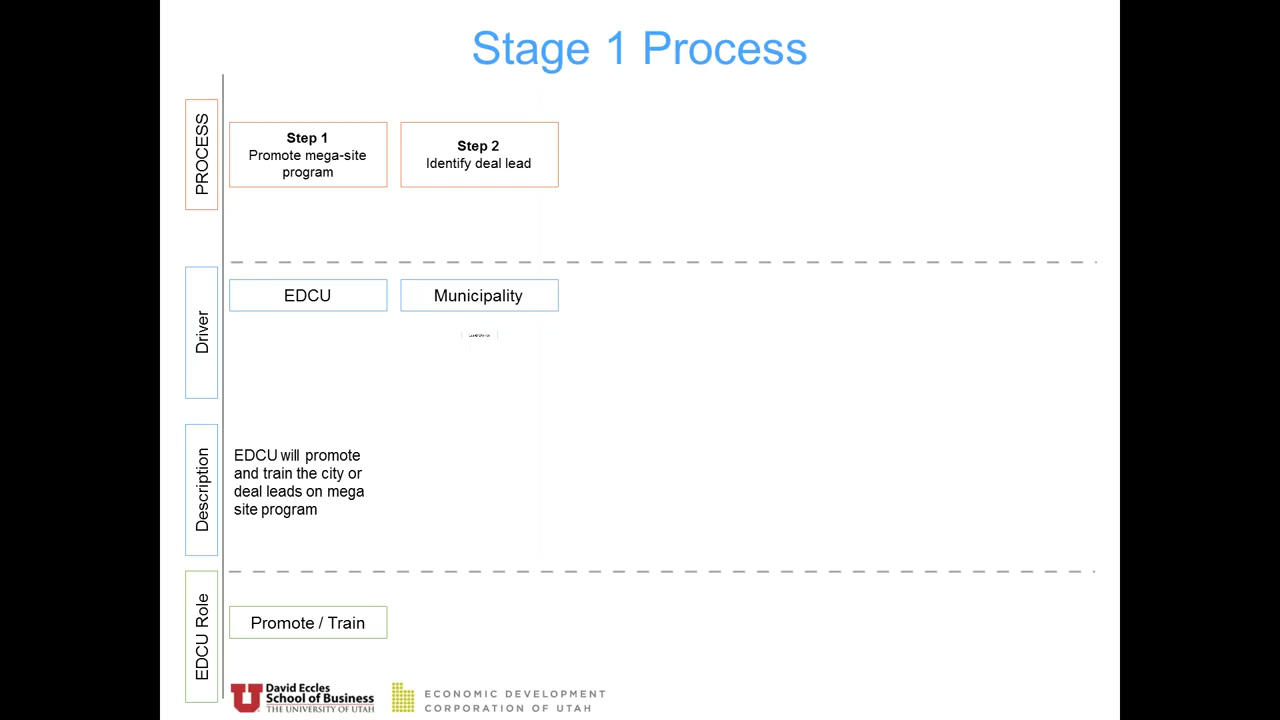 Stage 1 Process
PROCESS
Step 1
Promote mega-site
program
Step 2
Identify deal lead
Driver
EDCU
Municipality
Description
EDCU will promote
and train the city or
deal leads on mega
site program
EDCU Role
Promote / Train
U
David Eccles
School of Business
THE UNIVERSITY OF UTAH
ECONOMIC DEVELOPMENT
CORPORATION OF UTAH